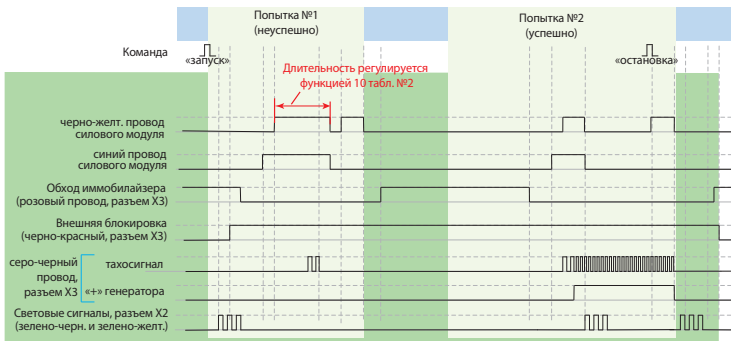 Попытка №1
(неуспешно)
Попытка №2
(успешно)
Команда
«запуск»
«остановка»
Длительность регулируется
функцией 10 табл. №2
черно-желт. провод
силового модуля
синий провод
силового модуля
Обход иммобилайзера
(розовый провод, разъем X3)
Внешняя блокировка
(черно-красный, разъем X3)
серо-черный
провод,
разъем X3
тахосигнал
«+» генератора
Световые сигналы, разъем X2
(зелено-черн. и зелено-желт.)